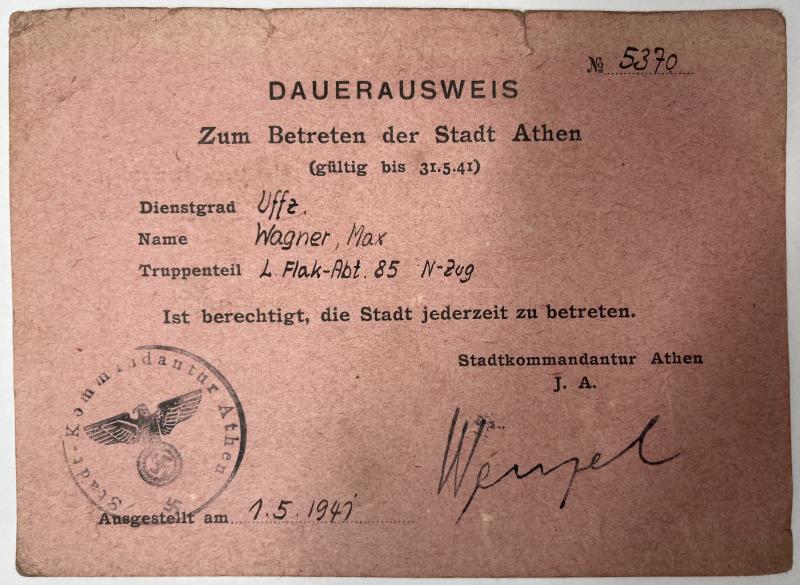 № 5370
DAUERAUSWEIS
Zum Betreten der Stadt Athen
(gültig bis 31.5.41)
Dienstgrad Uffz.
Name Wagner, Max
Truppenteil L. Flak-Abt. 85 N-Zug
Ist berechtigt, die Stadt jederzeit zu betreten.
Stadtkommandantur Athen
J. A.
Wenzel
Stadt-Kommandantur Athen
Ausgestellt am 1.5.1941